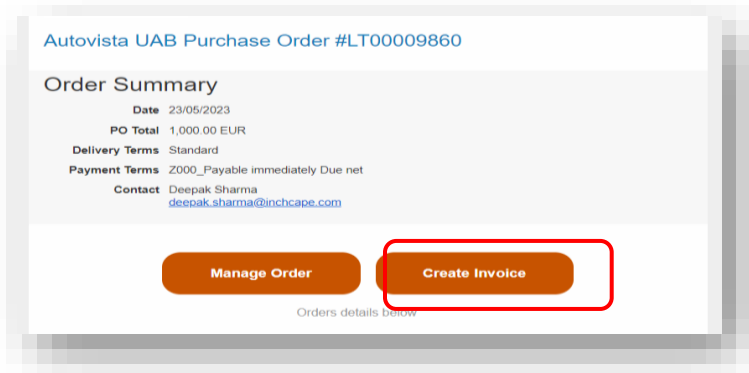 Autovista UAB Purchase Order #LT00009860
Order Summary
Date 23/05/2023
PO Total 1,000.00 EUR
Delivery Terms Standard
Payment Terms Z000_Payable immediately Due net
Contact Deepak Sharma
deepak.sharma@inchcape.com
Manage Order Create Invoice
Orders details below